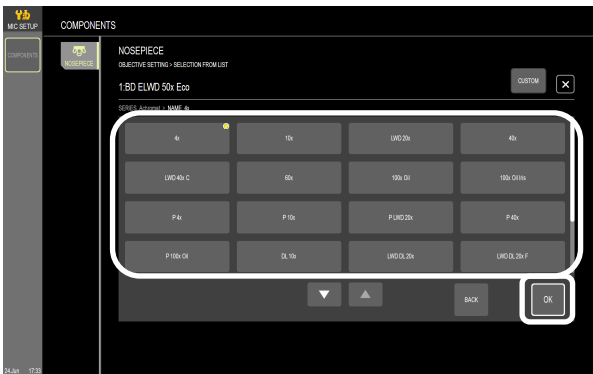 MIC SETUP
COMPONENTS
COMPONENTS
NOSEPIECE
NOSEPIECE
OBJECTIVE SETTING > SELECTION FROM LIST
1:BD ELWD 50x Eco
CUSTOM
SERIES: Achromat > NAME: 4x
4x 10x LWD 20x 40x
LWD 40x C 60x 100x Oil 100x Oil Iris
P 4x P 10x P LWD 20x P 40x
P 100x Oil DL 10x LWD DL 20x LWD DL 20x F
BACK OK
24.Jun 17:33